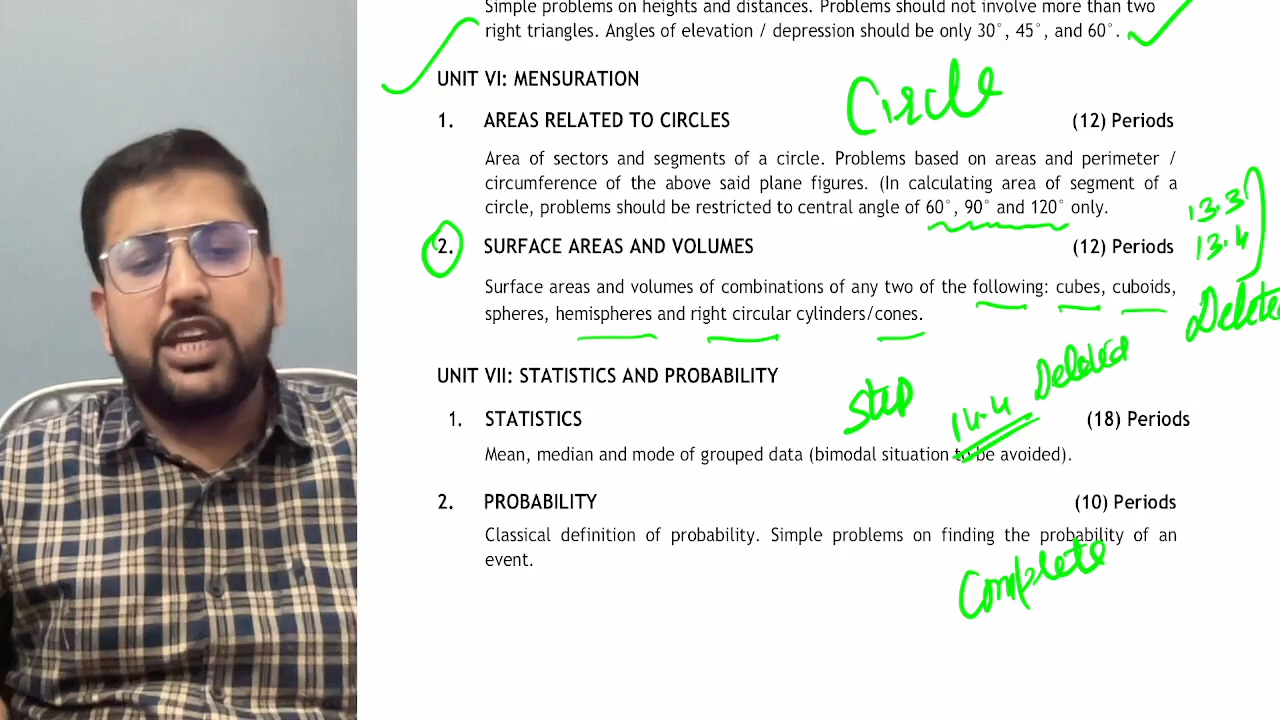 Simple problems on heights and distances. Problems should not involve more than two
right triangles. Angles of elevation / depression should be only 30°, 45°, and 60°.
UNIT VI: MENSURATION
Circle
1. AREAS RELATED TO CIRCLES (12) Periods
Area of sectors and segments of a circle. Problems based on areas and perimeter /
circumference of the above said plane figures. (In calculating area of segment of a
circle, problems should be restricted to central angle of 60°, 90° and 120° only.
13.3
13.4
Delete
2. SURFACE AREAS AND VOLUMES (12) Periods
Surface areas and volumes of combinations of any two of the following: cubes, cuboids,
spheres, hemispheres and right circular cylinders/cones.
UNIT VII: STATISTICS AND PROBABILITY
Step
14.4 Deleted
1. STATISTICS (18) Periods
Mean, median and mode of grouped data (bimodal situation to be avoided).
2. PROBABILITY (10) Periods
Classical definition of probability. Simple problems on finding the probability of an
event.
Complete